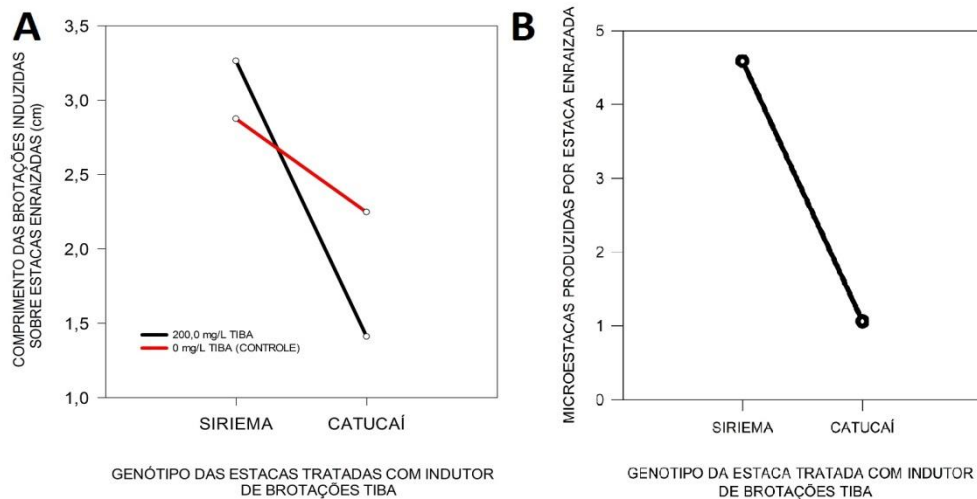 A
COMPRIMENTO DAS BROTAÇÕES INDUZIDAS
SOBRE ESTACAS ENRAIZADAS (cm)
3,5
3,0
2,5
2,0
1,5
1,0
200,0 mg/L TIBA
0 mg/L TIBA (CONTROLE)
SIRIEMA
CATUCAÍ
GENÓTIPO DAS ESTACAS TRATADAS COM INDUTOR
DE BROTAÇÕES TIBA
B
MICROESTACAS PRODUZIDAS POR ESTACA ENRAIZADA
5
4
3
2
1
0
SIRIEMA
CATUCAÍ
GENOTIPO DA ESTACA TRATADA COM INDUTOR
DE BROTAÇÕES TIBA